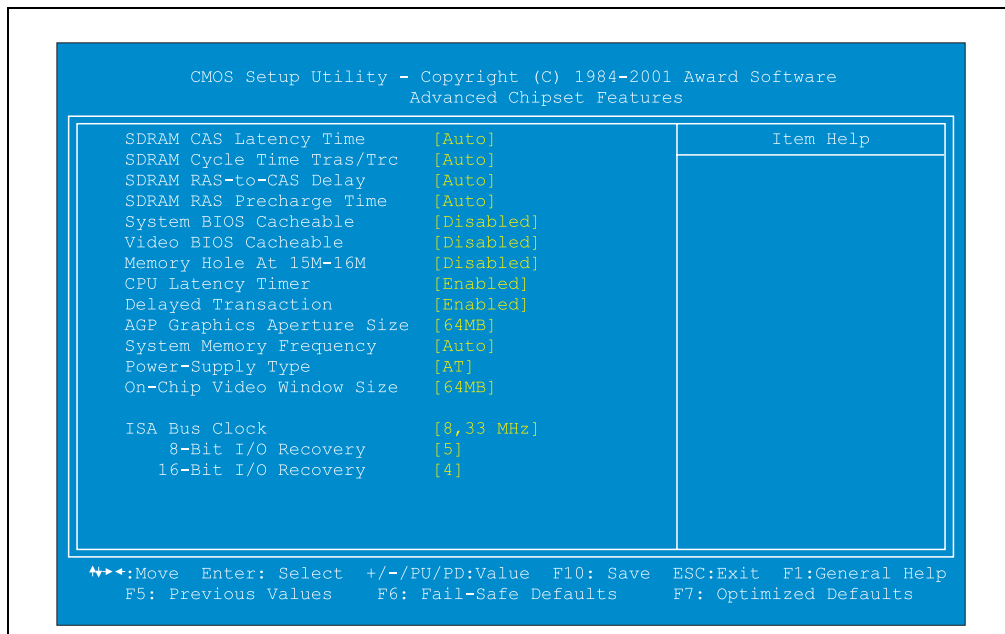 CMOS Setup Utility - Copyright (C) 1984-2001 Award Software
Advanced Chipset Features
SDRAM CAS Latency Time [Auto]
Item Help
SDRAM Cycle Time Tras/Trc [Auto]
SDRAM RAS-to-CAS Delay [Auto]
SDRAM RAS Precharge Time [Auto]
System BIOS Cacheable [Disabled]
Video BIOS Cacheable [Disabled]
Memory Hole At 15M-16M [Disabled]
CPU Latency Timer [Enabled]
Delayed Transaction [Enabled]
AGP Graphics Aperture Size [64MB]
System Memory Frequency [Auto]
Power-Supply Type [AT]
On-Chip Video Window Size [64MB]
ISA Bus Clock [8,33 MHz]
8-Bit I/O Recovery [5]
16-Bit I/O Recovery [4]
:Move Enter: Select +/-/PU/PD:Value F10: Save ESC:Exit F1:General Help
F5: Previous Values F6: Fail-Safe Defaults F7: Optimized Defaults